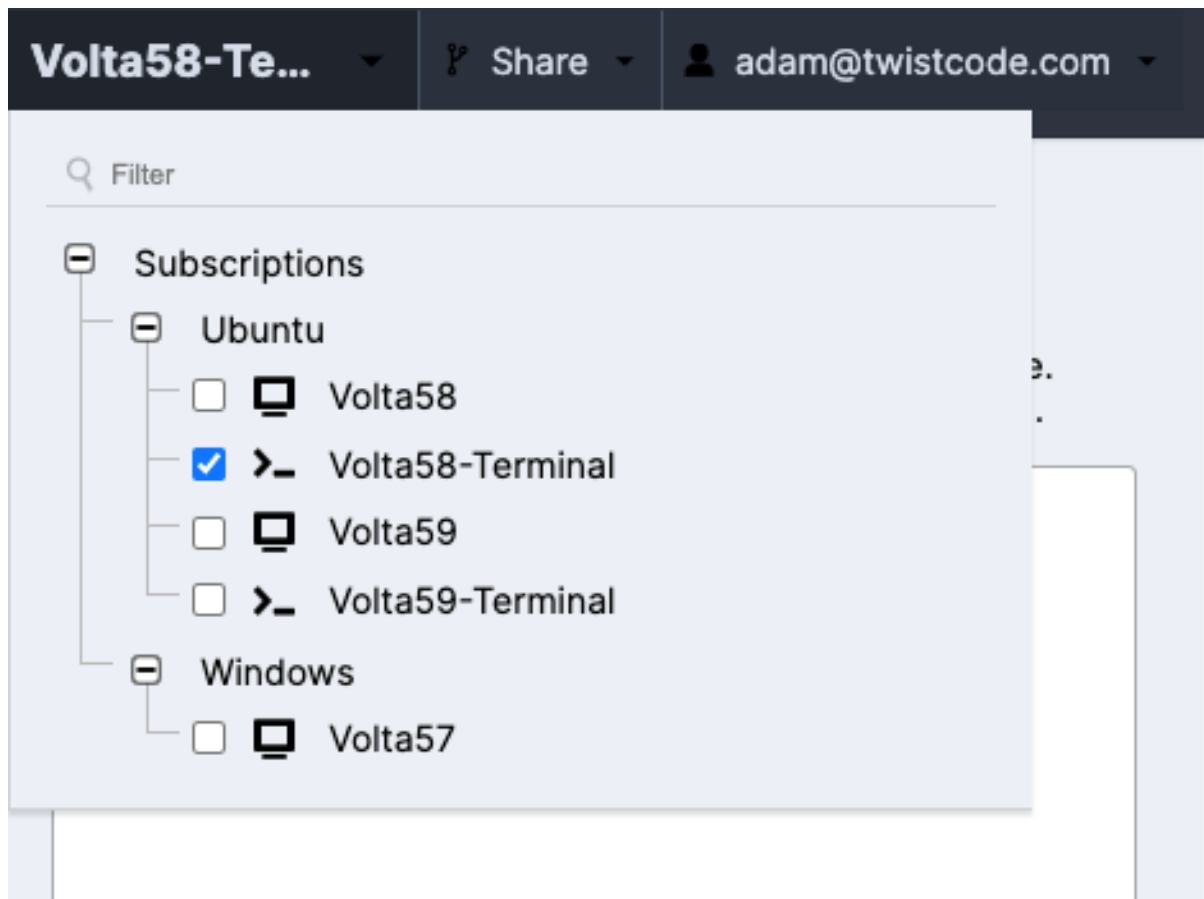 Volta58-Te... Share adam@twistcode.com
Filter
Subscriptions
Ubuntu
e.
Volta58
.
Volta58-Terminal
Volta59
Volta59-Terminal
Windows
Volta57